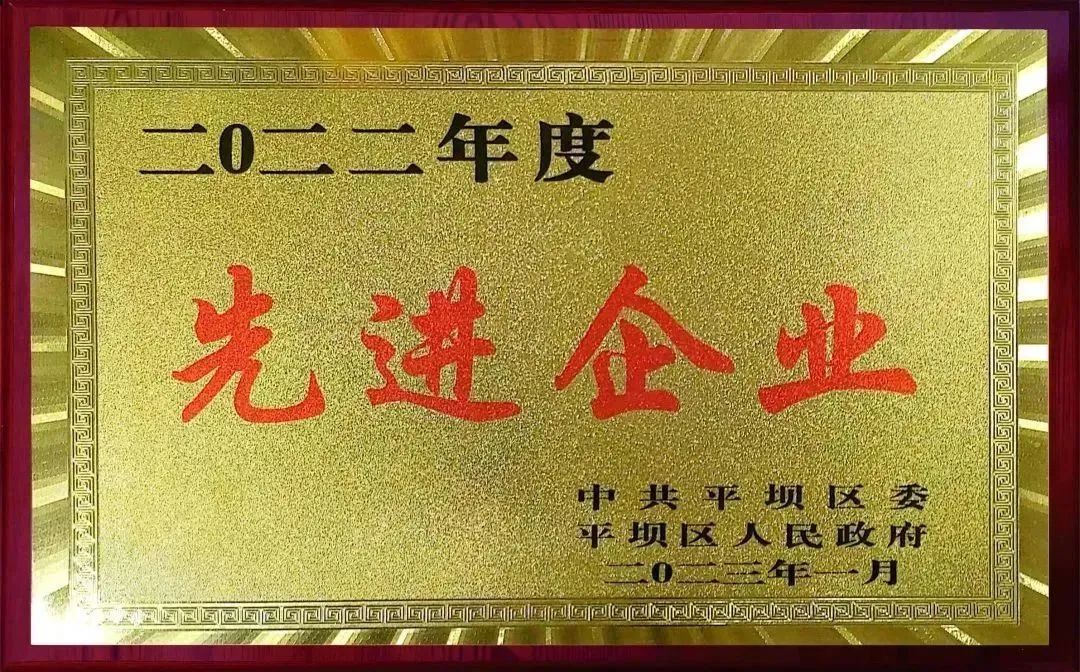 二0二二年度
先进企业
中共平坝区委
平坝区人民政府
二0二三年一月